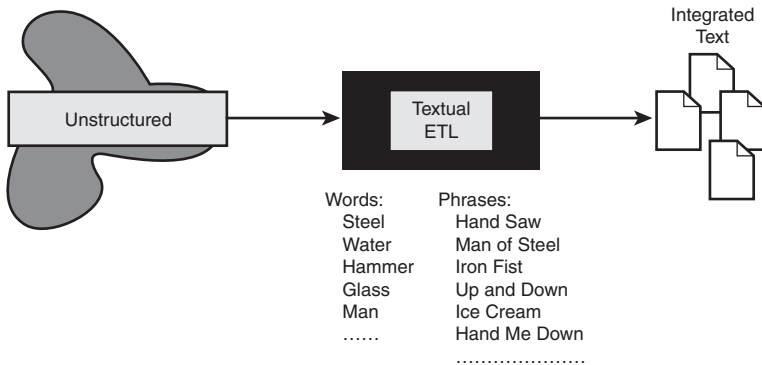 Integrated
Text
Unstructured
Textual
ETL
Words:
Steel
Water
Hammer
Glass
Man
……
Phrases:
Hand Saw
Man of Steel
Iron Fist
Up and Down
Ice Cream
Hand Me Down
…………………